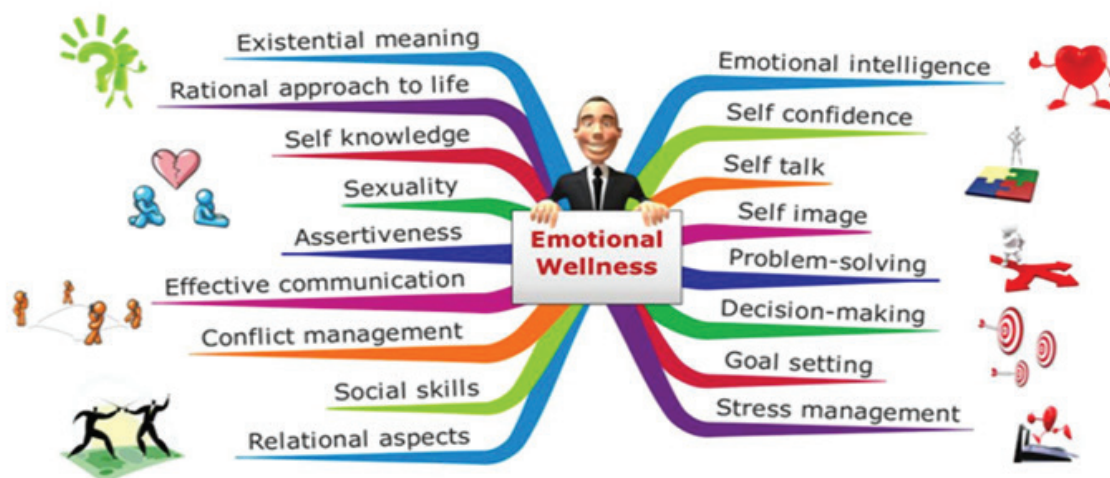 Existential meaning
Rational approach to life
Self knowledge
Sexuality
Assertiveness
Effective communication
Conflict management
Social skills
Relational aspects
Emotional
Wellness
Emotional intelligence
Self confidence
Self talk
Self image
Problem-solving
Decision-making
Goal setting
Stress management